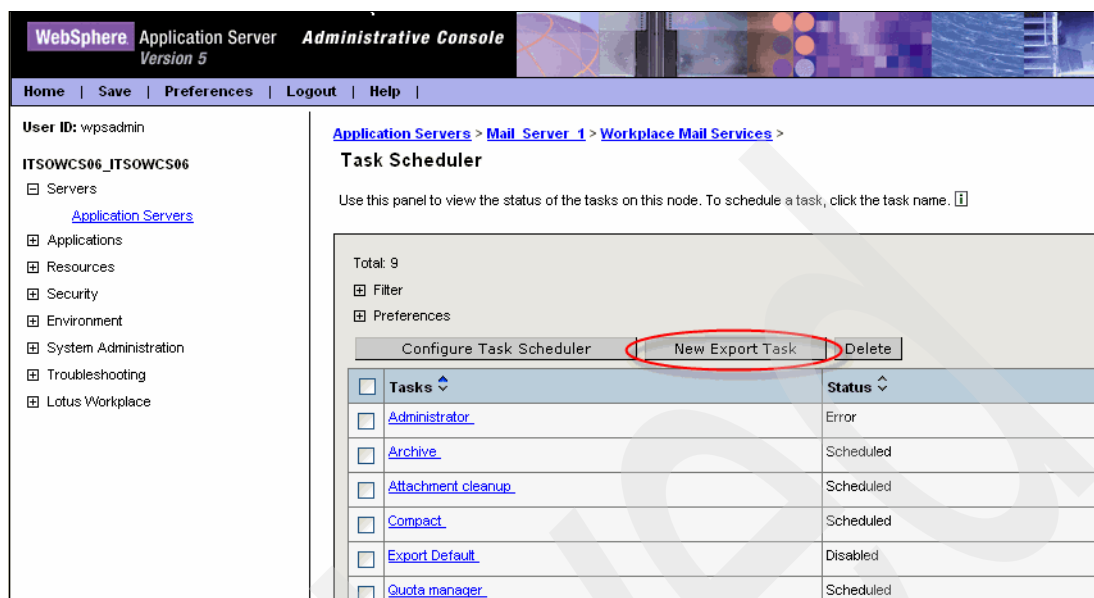 WebSphere. Application Server Administrative Console
Version 5
Home | Save | Preferences | Logout | Help |
User ID: wpsadmin
ITSOWCS06_ITSOWCS06
Servers
Application Servers
Applications
Resources
Security
Environment
System Administration
Troubleshooting
Lotus Workplace
Application Servers > Mail_Server_1 > Workplace Mail Services >
Task Scheduler
Use this panel to view the status of the tasks on this node. To schedule a task, click the task name.
Total: 9
Filter
Preferences
Configure Task Scheduler New Export Task Delete
Tasks Status
Administrator Error
Archive Scheduled
Attachment cleanup Scheduled
Compact Scheduled
Export Default Disabled
Quota manager Scheduled